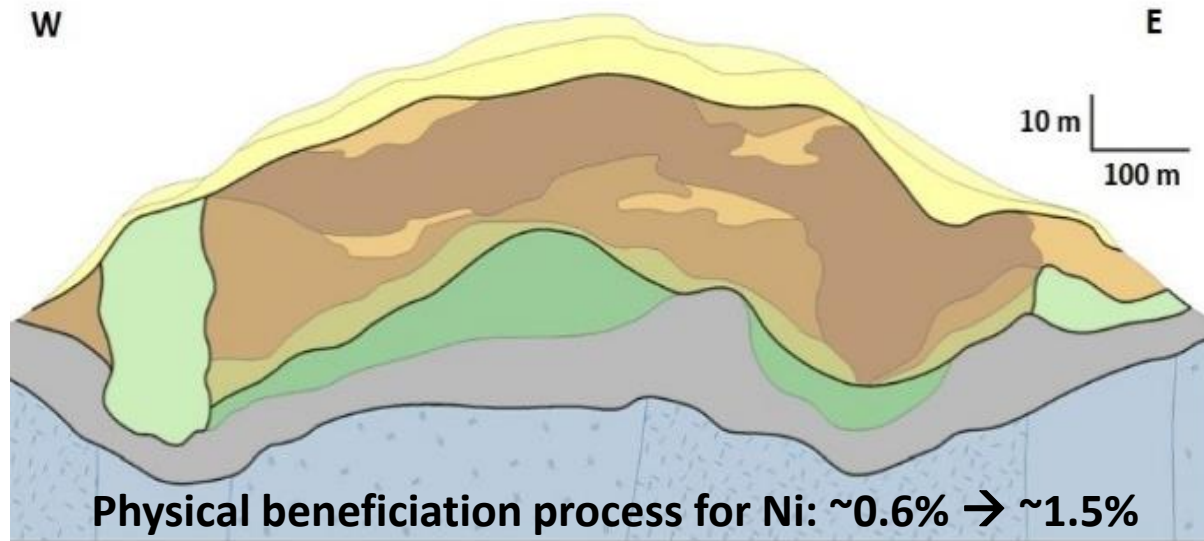 W
E
10 m
100 m
Physical beneficiation process for Ni: ~0.6% → ~1.5%